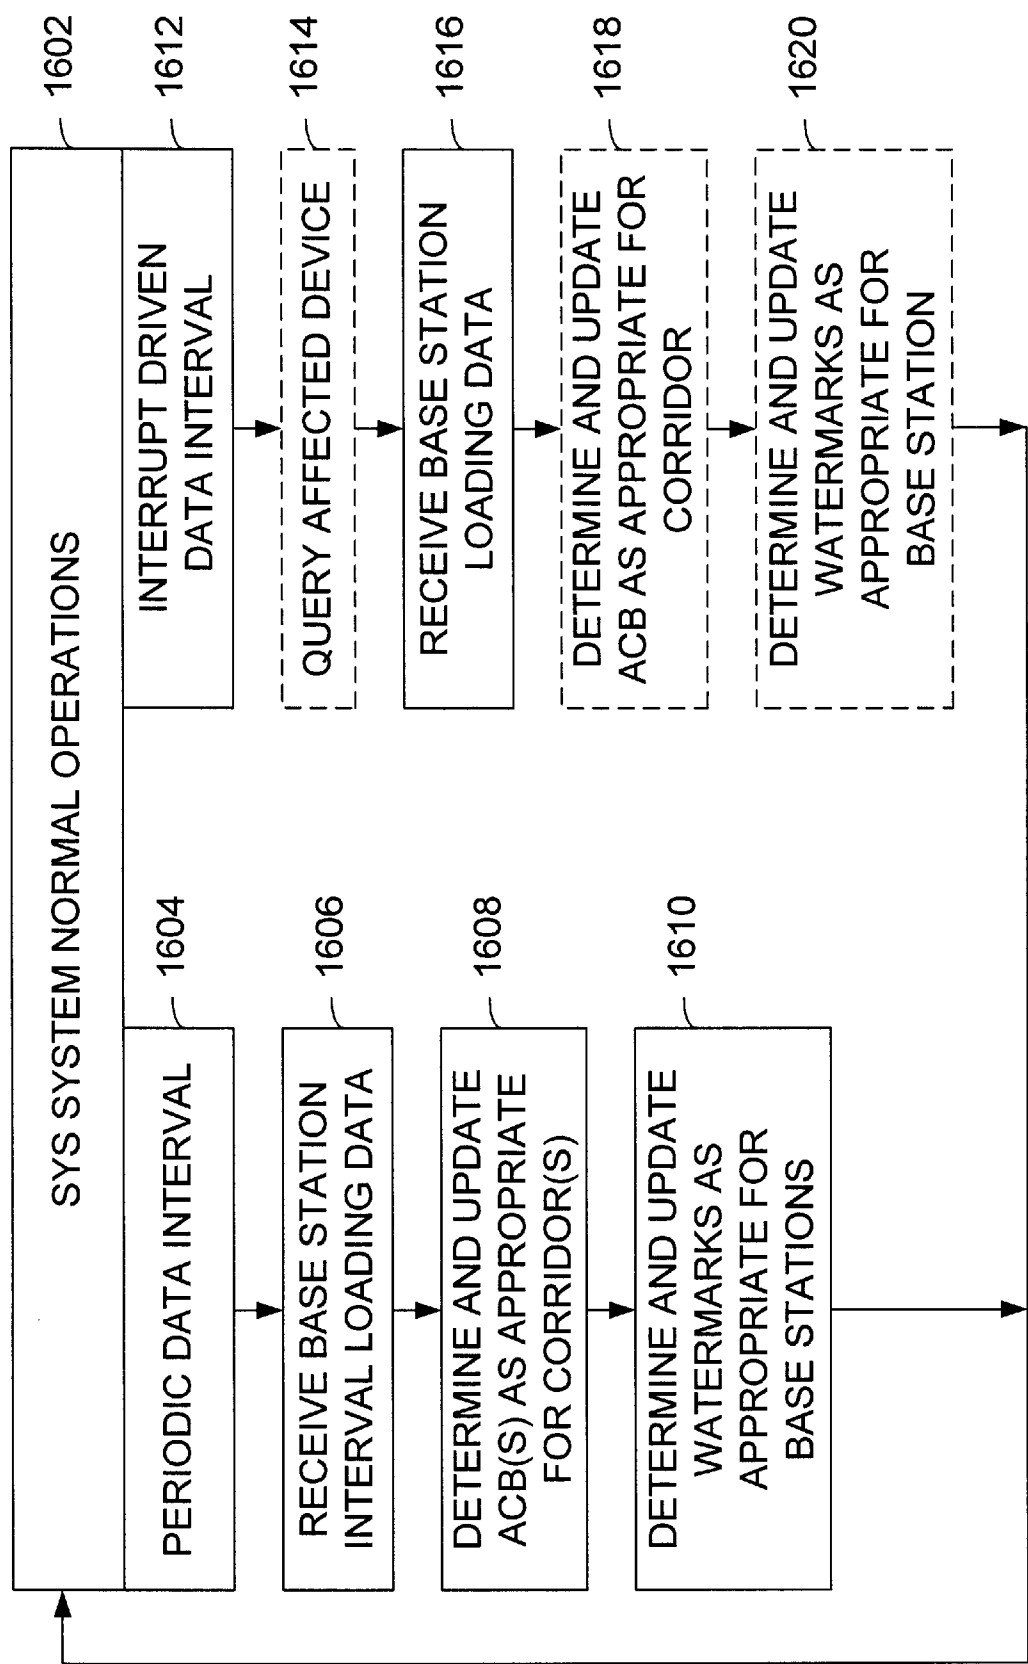 SYS SYSTEM NORMAL OPERATIONS
1602
PERIODIC DATA INTERVAL
1604
RECEIVE BASE STATION
INTERVAL LOADING DATA
1606
DETERMINE AND UPDATE
ACB(S) AS APPROPRIATE
FOR CORRIDOR(S)
1608
DETERMINE AND UPDATE
WATERMARKS AS
APPROPRIATE FOR
BASE STATIONS
1610
INTERRUPT DRIVEN
DATA INTERVAL
1612
QUERY AFFECTED DEVICE
1614
RECEIVE BASE STATION
LOADING DATA
1616
DETERMINE AND UPDATE
ACB AS APPROPRIATE FOR
CORRIDOR
1618
DETERMINE AND UPDATE
WATERMARKS AS
APPROPRIATE FOR
BASE STATION
1620